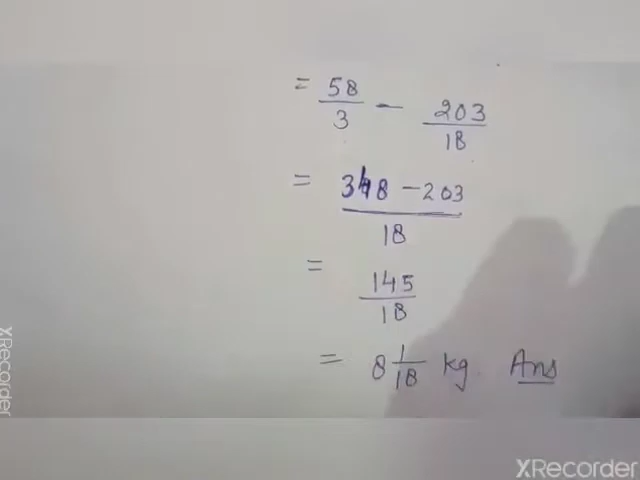 = 58/3 - 203/18
= 348 - 203/18
= 145/18
= 8 1/18 kg. Ans
XRecorder
XRecorder